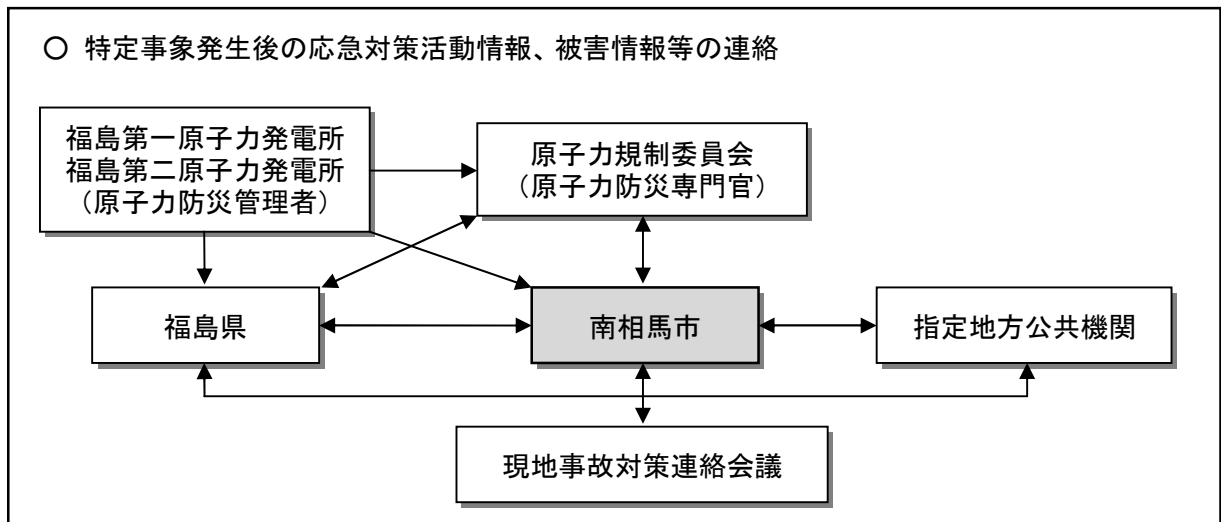 ○ 特定事象発生後の応急対策活動情報、被害情報等の連絡
福島第一原子力発電所
福島第二原子力発電所
（原子力防災管理者）
原子力規制委員会
（原子力防災専門官）
福島県
南相馬市
指定地方公共機関
現地事故対策連絡会議